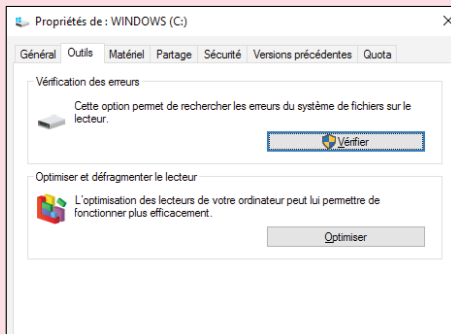 Propriétés de : WINDOWS (C:)
Général Outils Matériel Partage Sécurité Versions précédentes Quota
Vérification des erreurs
Cette option permet de rechercher les erreurs du système de fichiers sur le
lecteur.
Vérifier
Optimiser et défragmenter le lecteur
L'optimisation des lecteurs de votre ordinateur peut lui permettre de
fonctionner plus efficacement.
Optimiser